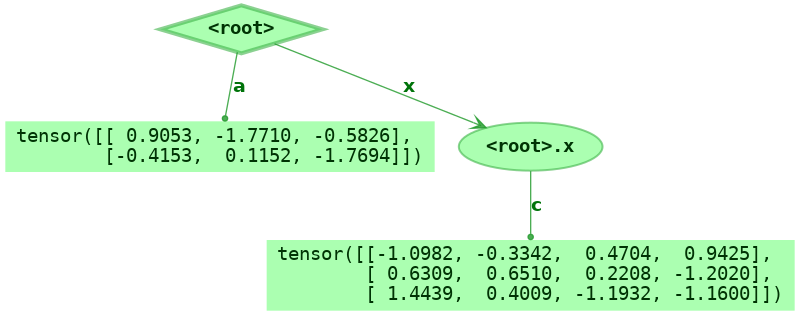 <root>
a
x
tensor([[ 0.9053, -1.7710, -0.5826],
[-0.4153,  0.1152, -1.7694]])
<root>.x
c
tensor([[-1.0982, -0.3342,  0.4704,  0.9425],
[ 0.6309,  0.6510,  0.2208, -1.2020],
[ 1.4439,  0.4009, -1.1932, -1.1600]])